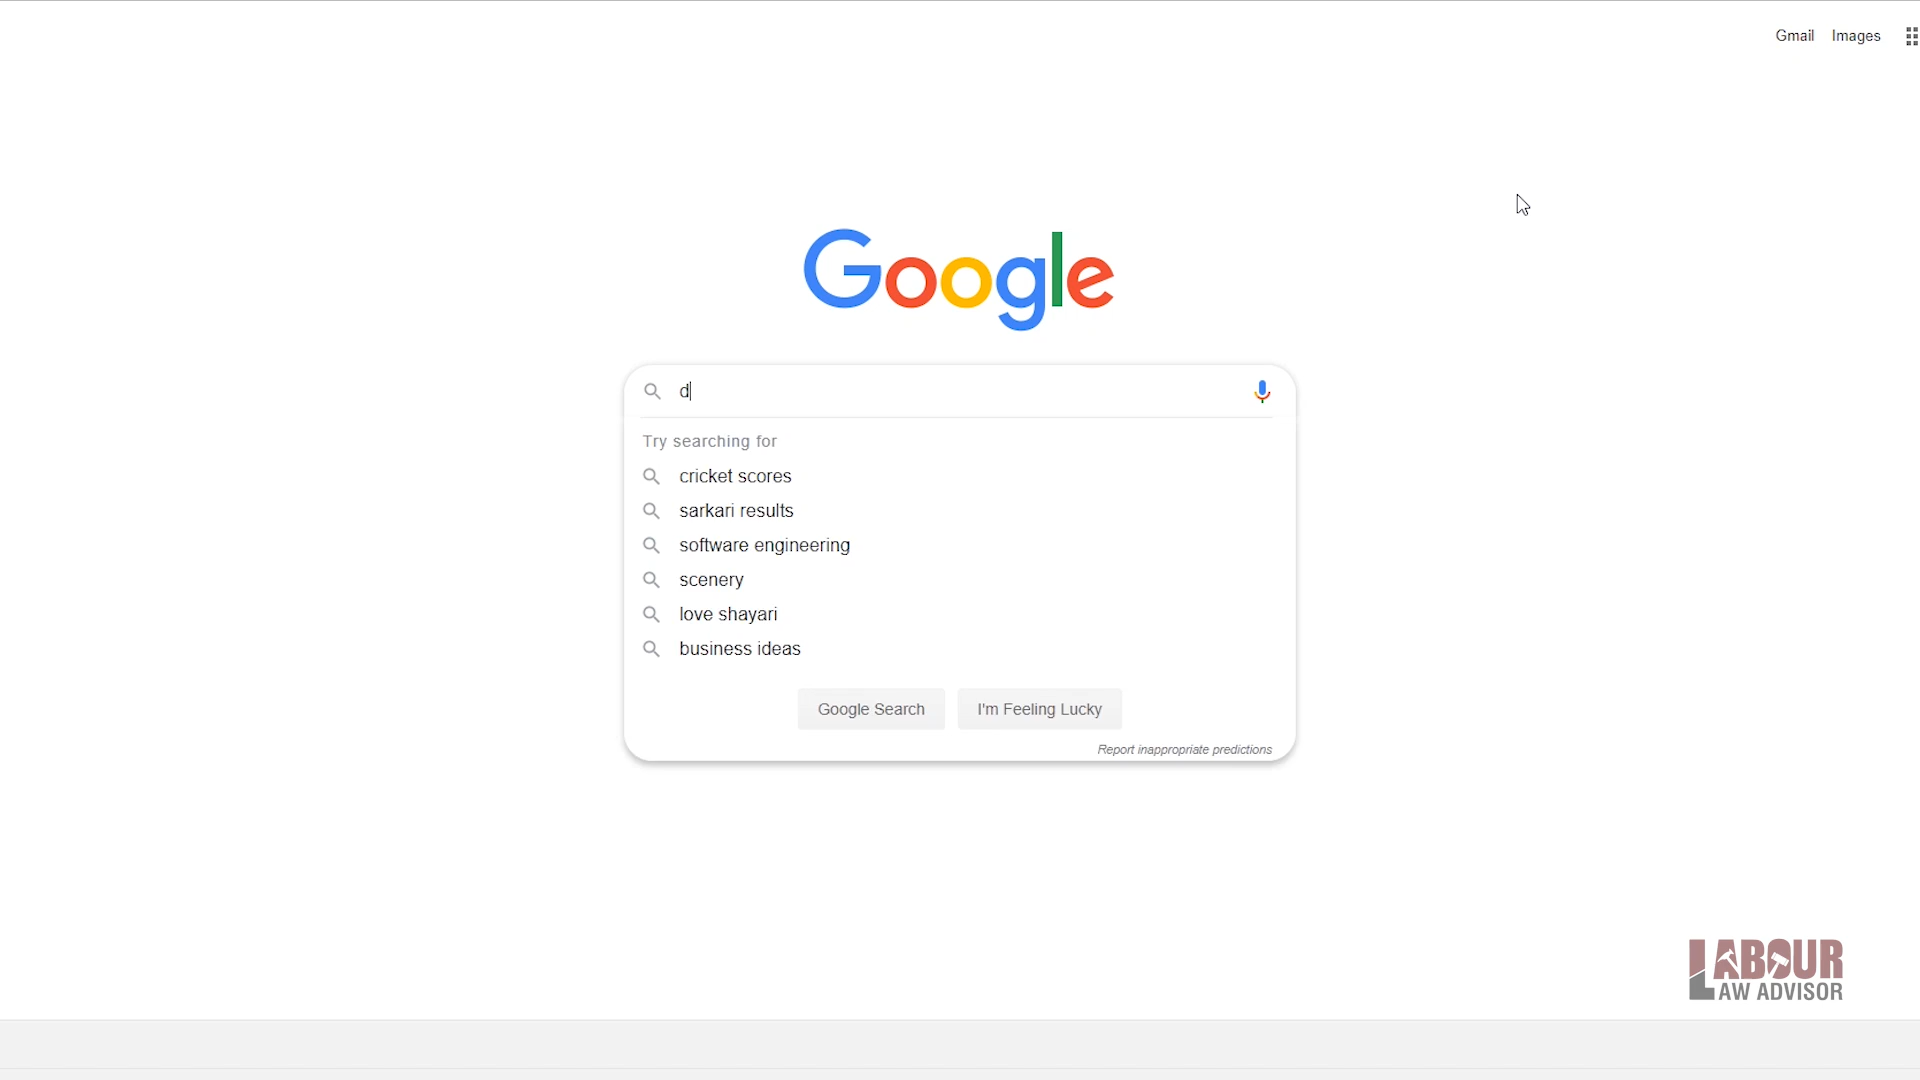 Gmail Images
Google
d
Try searching for
cricket scores
sarkari results
software engineering
scenery
love shayari
business ideas
Google Search I'm Feeling Lucky
Report inappropriate predictions
LABOUR
LAW ADVISOR